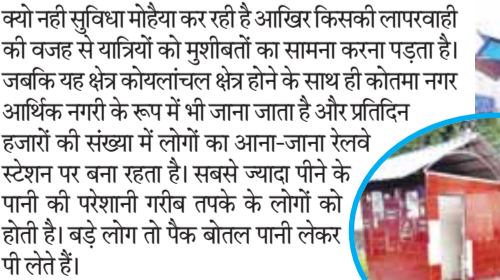 क्यो नही सुविधा मोहैया कर रही है आखिर किसकी लापरवाही
की वजह से यात्रियों को मुशीबतों का सामना करना पड़ता है।
जबकि यह क्षेत्र कोयलांचल क्षेत्र होने के साथ ही कोतमा नगर
आर्थिक नगरी के रूप में भी जाना जाता है और प्रतिदिन
हजारों की संख्या में लोगों का आना-जाना रेलवे
स्टेशन पर बना रहता है। सबसे ज्यादा पीने के
पानी की परेशानी गरीब तपके के लोगों को
होती है। बड़े लोग तो पैक बोतल पानी लेकर
पी लेते हैं।